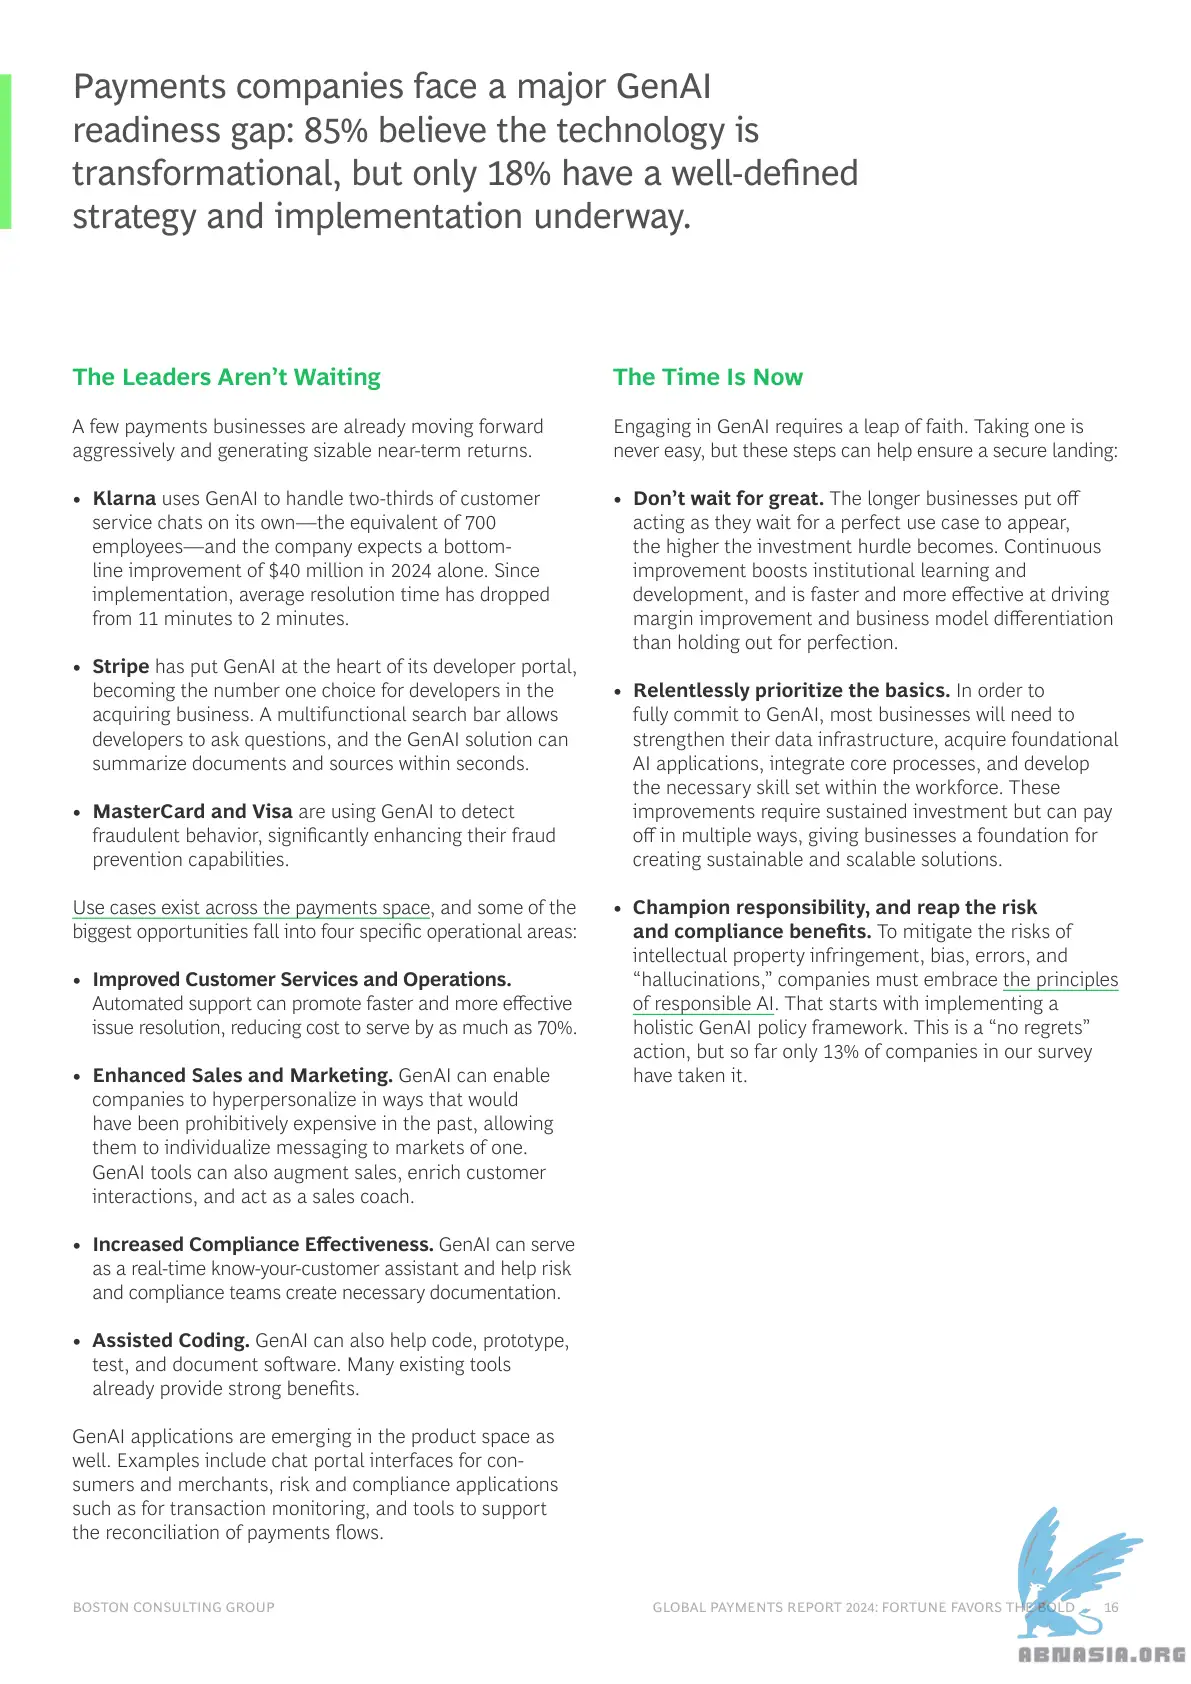 Payments companies face a major GenAI
readiness gap: 85% believe the technology is
transformational, but only 18% have a well-defined
strategy and implementation underway.
The Leaders Aren’t Waiting
A few payments businesses are already moving forward
aggressively and generating sizable near-term returns.
• Klarna uses GenAI to handle two-thirds of customer
service chats on its own—the equivalent of 700
employees—and the company expects a bottom-
line improvement of $40 million in 2024 alone. Since
implementation, average resolution time has dropped
from 11 minutes to 2 minutes.
• Stripe has put GenAI at the heart of its developer portal,
becoming the number one choice for developers in the
acquiring business. A multifunctional search bar allows
developers to ask questions, and the GenAI solution can
summarize documents and sources within seconds.
• MasterCard and Visa are using GenAI to detect
fraudulent behavior, significantly enhancing their fraud
prevention capabilities.
Use cases exist across the payments space, and some of the
biggest opportunities fall into four specific operational areas:
• Improved Customer Services and Operations.
Automated support can promote faster and more effective
issue resolution, reducing cost to serve by as much as 70%.
• Enhanced Sales and Marketing. GenAI can enable
companies to hyperpersonalize in ways that would
have been prohibitively expensive in the past, allowing
them to individualize messaging to markets of one.
GenAI tools can also augment sales, enrich customer
interactions, and act as a sales coach.
• Increased Compliance Effectiveness. GenAI can serve
as a real-time know-your-customer assistant and help risk
and compliance teams create necessary documentation.
• Assisted Coding. GenAI can also help code, prototype,
test, and document software. Many existing tools
already provide strong benefits.
GenAI applications are emerging in the product space as
well. Examples include chat portal interfaces for con-
sumers and merchants, risk and compliance applications
such as for transaction monitoring, and tools to support
the reconciliation of payments flows.
The Time Is Now
Engaging in GenAI requires a leap of faith. Taking one is
never easy, but these steps can help ensure a secure landing:
• Don’t wait for great. The longer businesses put off
acting as they wait for a perfect use case to appear,
the higher the investment hurdle becomes. Continuous
improvement boosts institutional learning and
development, and is faster and more effective at driving
margin improvement and business model differentiation
than holding out for perfection.
• Relentlessly prioritize the basics. In order to
fully commit to GenAI, most businesses will need to
strengthen their data infrastructure, acquire foundational
AI applications, integrate core processes, and develop
the necessary skill set within the workforce. These
improvements require sustained investment but can pay
off in multiple ways, giving businesses a foundation for
creating sustainable and scalable solutions.
• Champion responsibility, and reap the risk
and compliance benefits. To mitigate the risks of
intellectual property infringement, bias, errors, and
“hallucinations,” companies must embrace the principles
of responsible AI. That starts with implementing a
holistic GenAI policy framework. This is a “no regrets”
action, but so far only 13% of companies in our survey
have taken it.
BOSTON CONSULTING GROUP
GLOBAL PAYMENTS REPORT 2024: FORTUNE FAVORS THE BOLD 16
ABNASIA.ORG